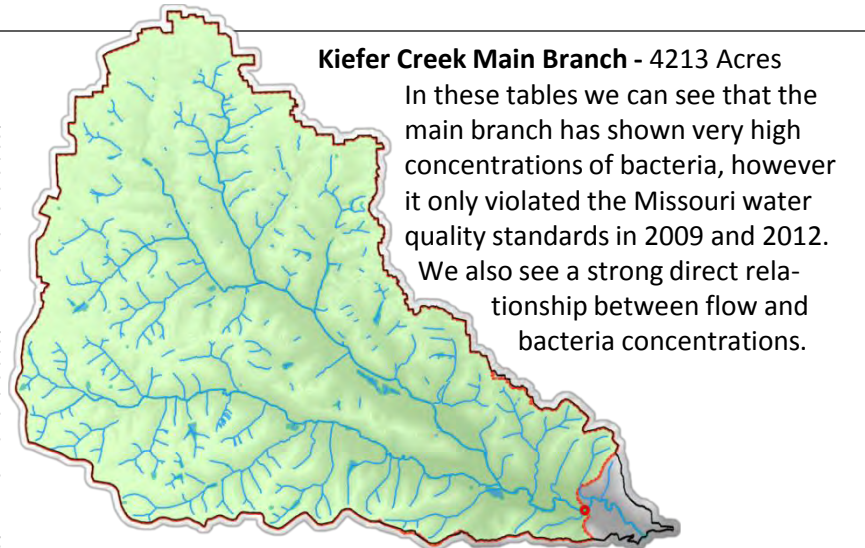 Kiefer Creek Main Branch - 4213 Acres
In these tables we can see that the
main branch has shown very high
concentrations of bacteria, however
it only violated the Missouri water
quality standards in 2009 and 2012.
We also see a strong direct rela-
tionship between flow and
bacteria concentrations.